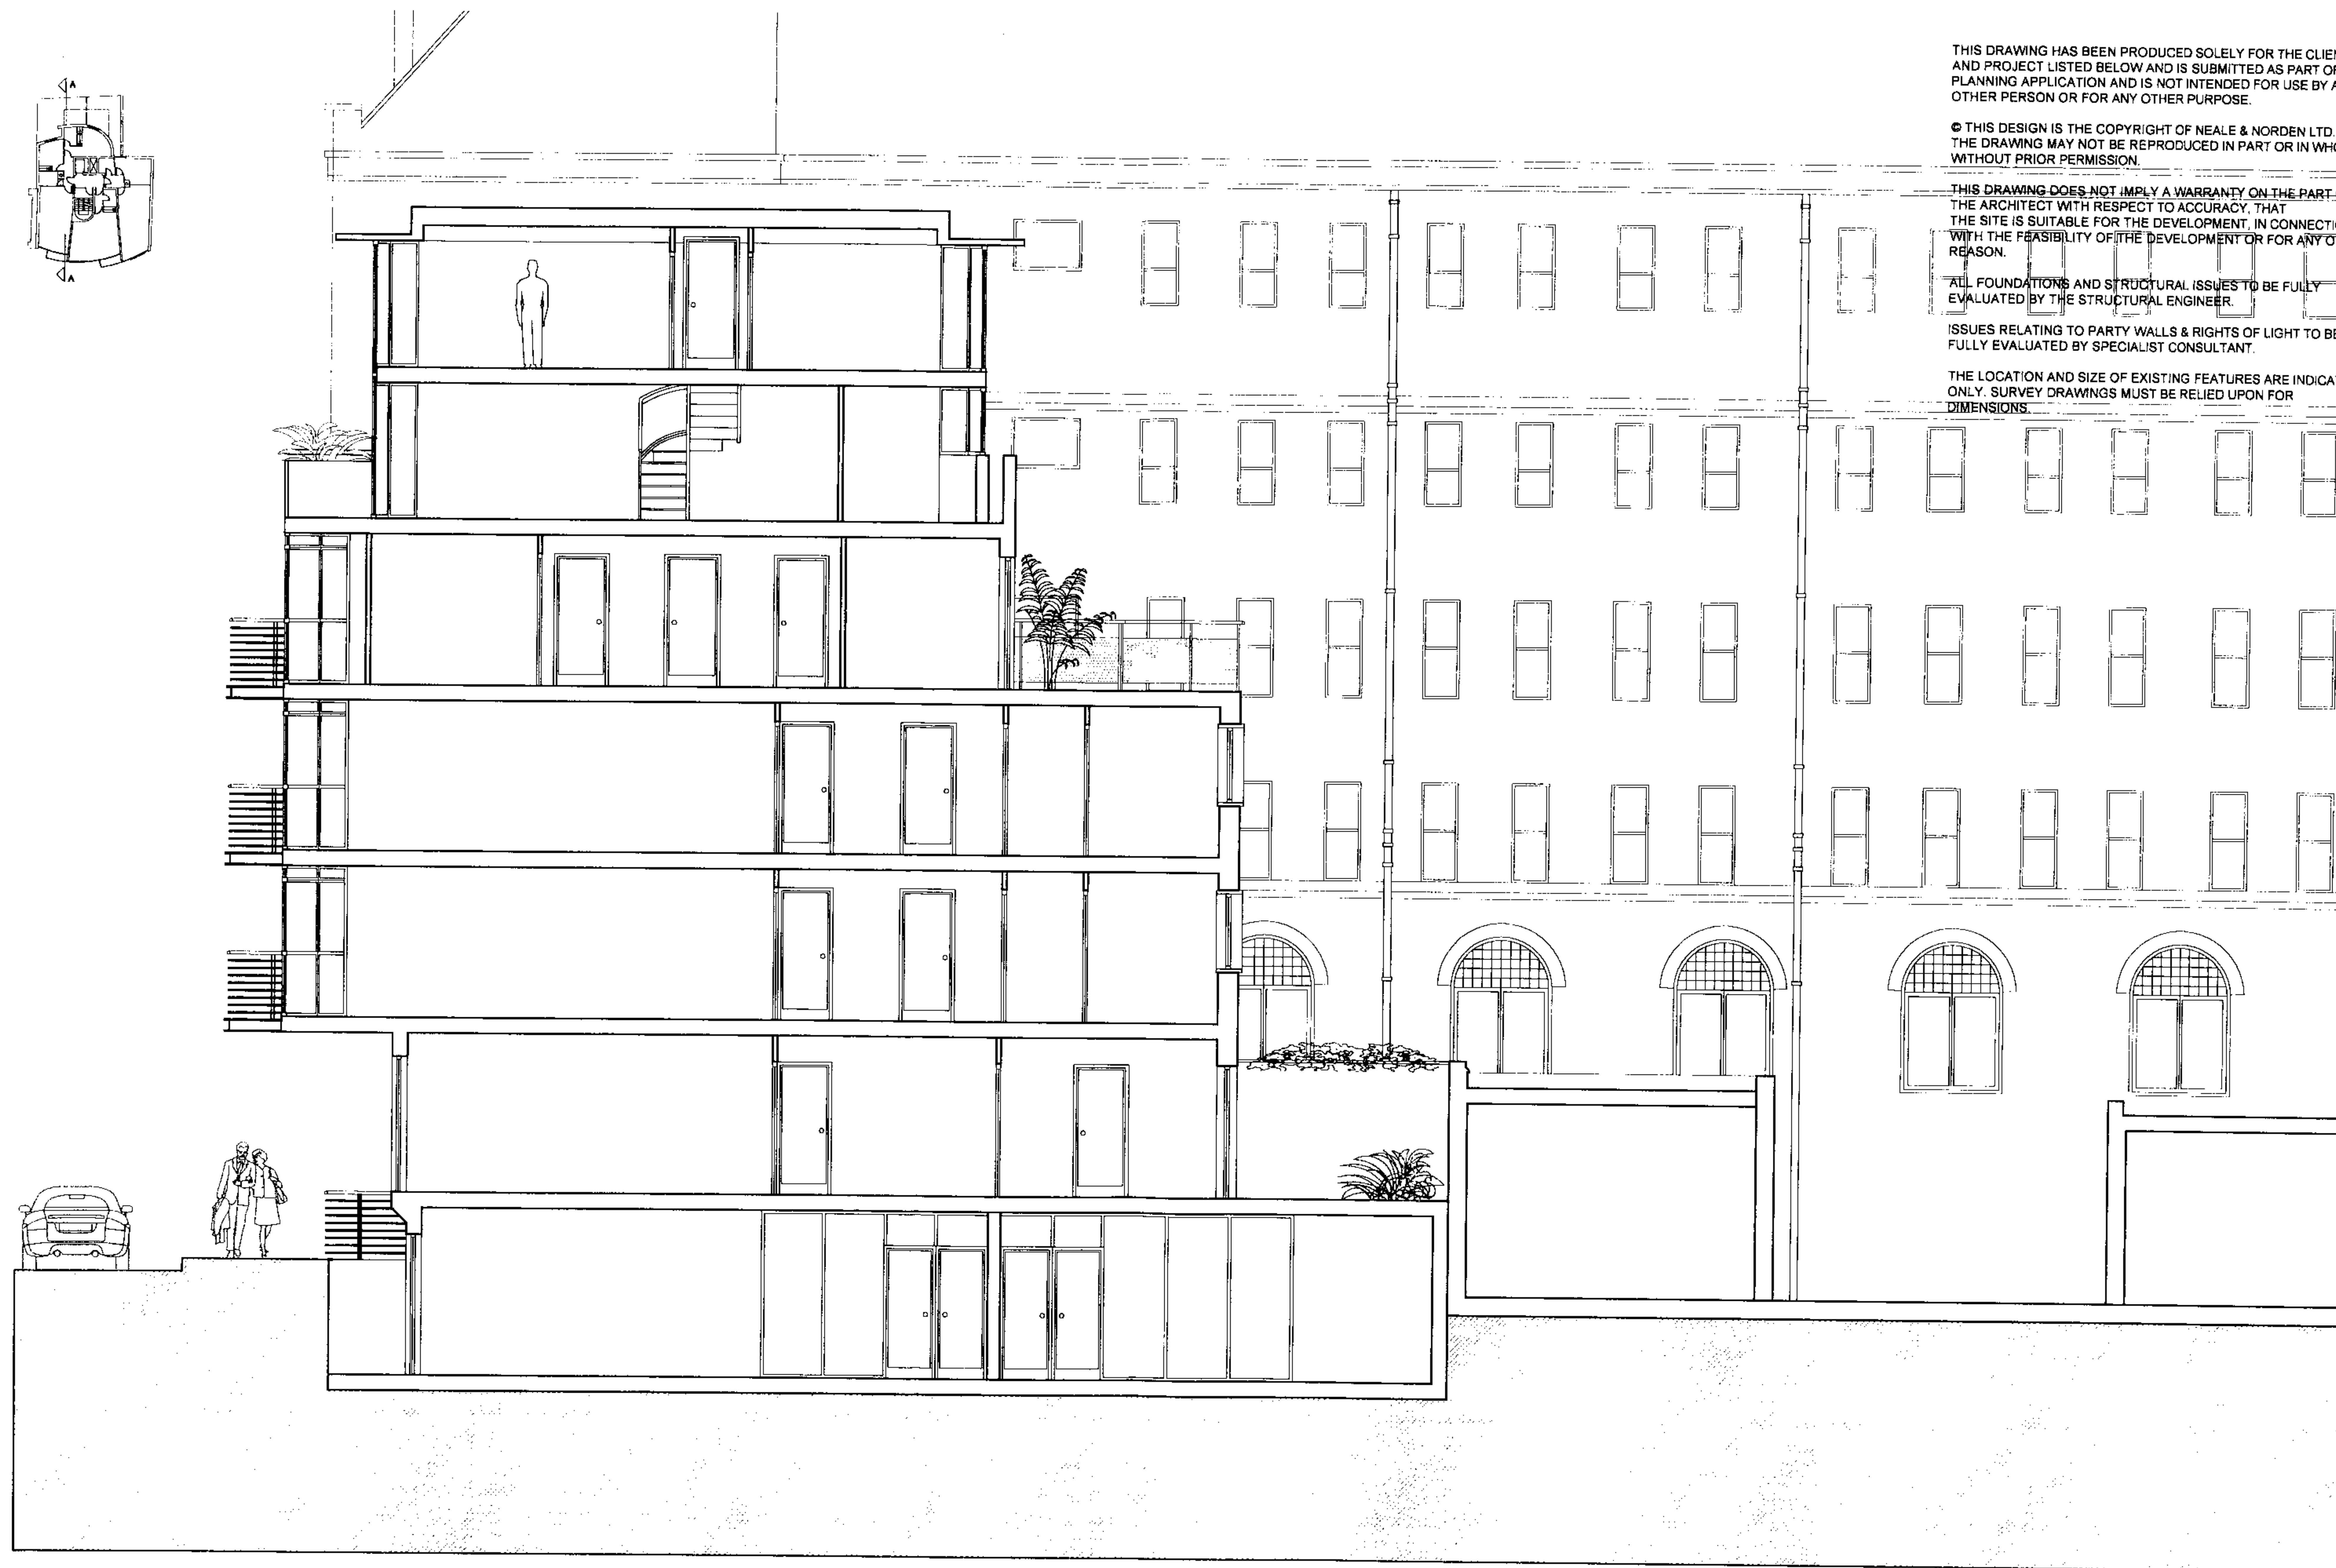 A
A
THIS DRAWING HAS BEEN PRODUCED SOLELY FOR THE CLIE
AND PROJECT LISTED BELOW AND IS SUBMITTED AS PART O
PLANNING APPLICATION AND IS NOT INTENDED FOR USE BY A
OTHER PERSON OR FOR ANY OTHER PURPOSE.
© THIS DESIGN IS THE COPYRIGHT OF NEALE & NORDEN LTD.
THE DRAWING MAY NOT BE REPRODUCED IN PART OR IN WH
WITHOUT PRIOR PERMISSION.
THIS DRAWING DOES NOT IMPLY A WARRANTY ON THE PART
THE ARCHITECT WITH RESPECT TO ACCURACY, THAT
THE SITE IS SUITABLE FOR THE DEVELOPMENT, IN CONNECTI
WITH THE FEASIBILITY OF THE DEVELOPMENT OR FOR ANY O
REASON.
ALL FOUNDATIONS AND STRUCTURAL ISSUES TO BE FULLY
EVALUATED BY THE STRUCTURAL ENGINEER.
ISSUES RELATING TO PARTY WALLS & RIGHTS OF LIGHT TO BE
FULLY EVALUATED BY SPECIALIST CONSULTANT.
THE LOCATION AND SIZE OF EXISTING FEATURES ARE INDICA
ONLY. SURVEY DRAWINGS MUST BE RELIED UPON FOR
DIMENSIONS.